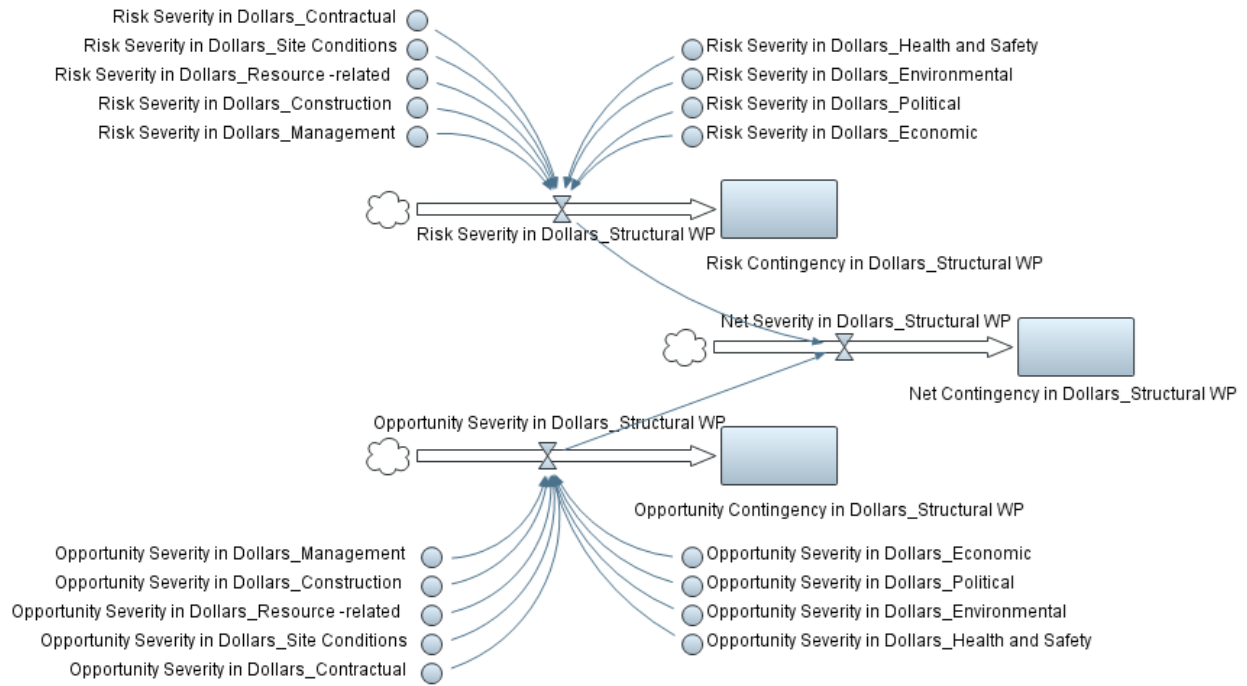 Risk Severity in Dollars_Contractual
Risk Severity in Dollars_Site Conditions
Risk Severity in Dollars_Resource -related
Risk Severity in Dollars_Construction
Risk Severity in Dollars_Management
Risk Severity in Dollars_Health and Safety
Risk Severity in Dollars_Environmental
Risk Severity in Dollars_Political
Risk Severity in Dollars_Economic
Risk Severity in Dollars_Structural WP
Risk Contingency in Dollars_Structural WP
Net Severity in Dollars_Structural WP
Net Contingency in Dollars_Structural WP
Opportunity Severity in Dollars_Structural WP
Opportunity Contingency in Dollars_Structural WP
Opportunity Severity in Dollars_Management
Opportunity Severity in Dollars_Construction
Opportunity Severity in Dollars_Resource -related
Opportunity Severity in Dollars_Site Conditions
Opportunity Severity in Dollars_Contractual
Opportunity Severity in Dollars_Economic
Opportunity Severity in Dollars_Political
Opportunity Severity in Dollars_Environmental
Opportunity Severity in Dollars_Health and Safety